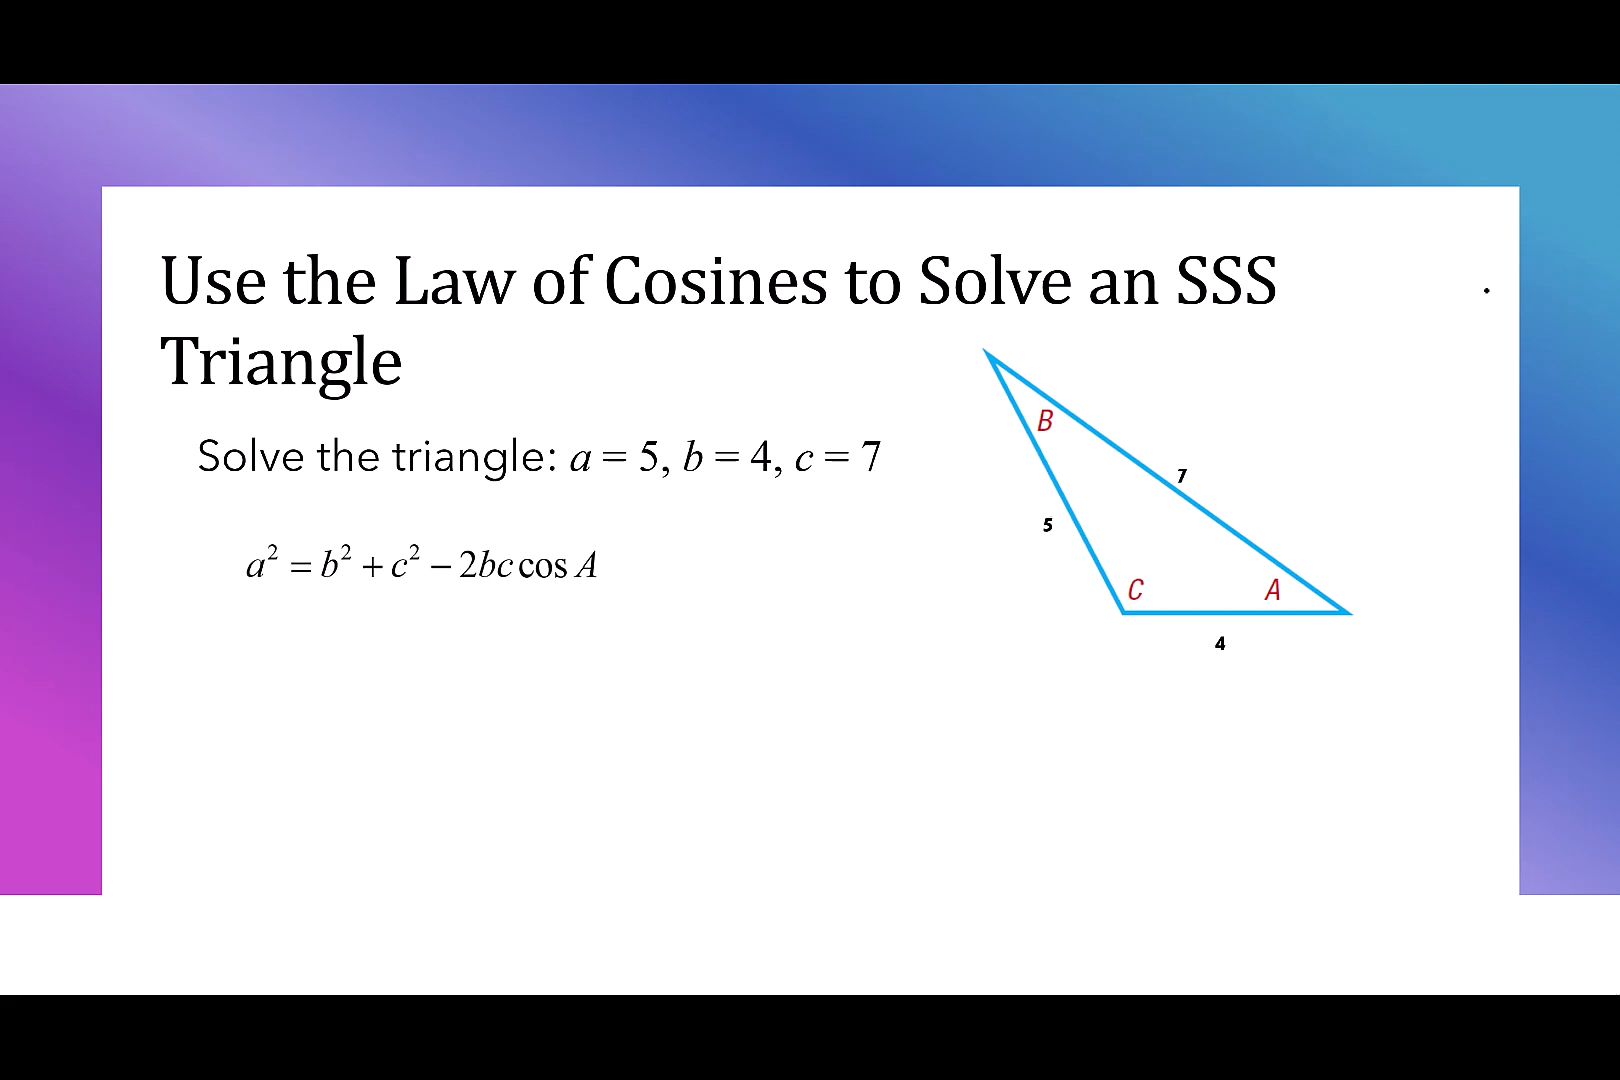 Use the Law of Cosines to Solve an SSS
Triangle
Solve the triangle: a = 5, b = 4, c = 7
a² = b² + c² − 2bc cos A
B
7
5
C
A
4